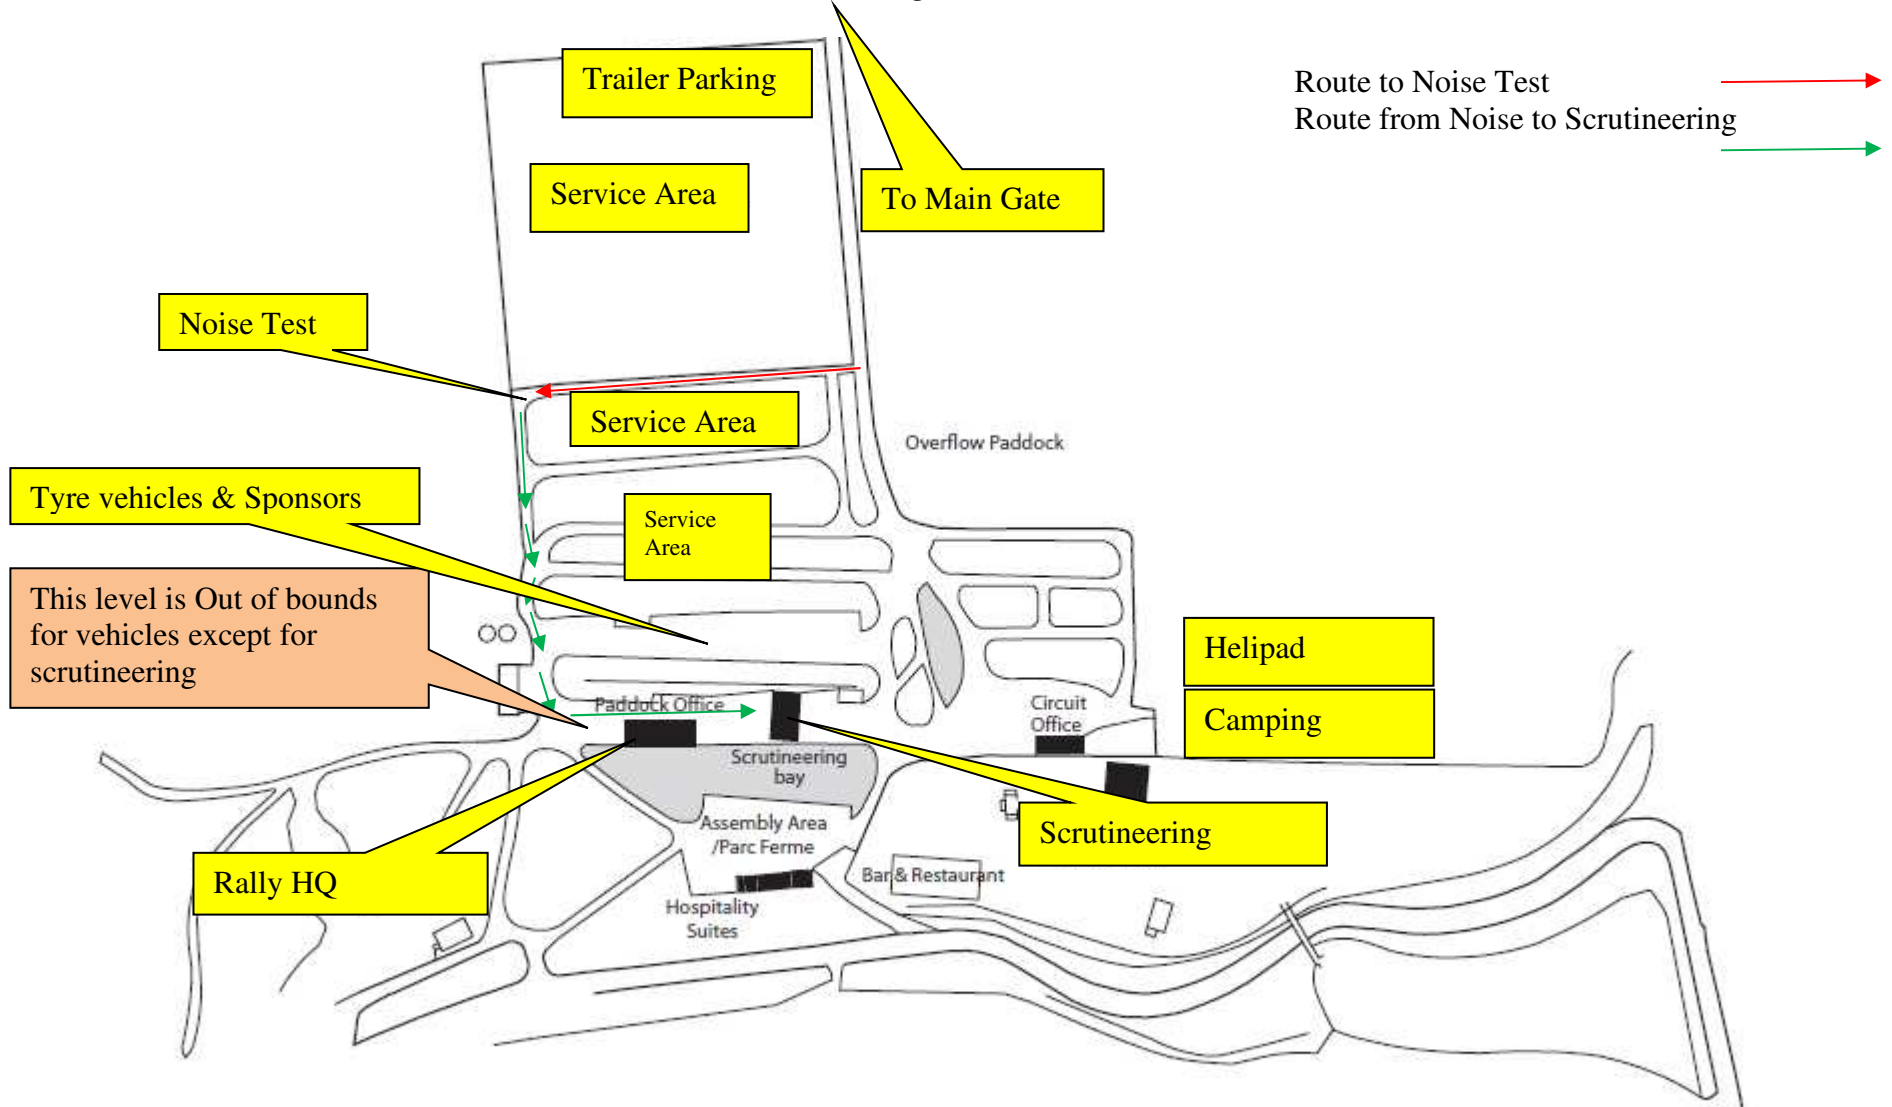 Trailer Parking
Route to Noise Test
Route from Noise to Scrutineering
Service Area
To Main Gate
Noise Test
Service Area
Overflow Paddock
Tyre vehicles & Sponsors
Service
Area
This level is Out of bounds
for vehicles except for
scrutineering
Helipad
Camping
Paddock Office
Circuit
Office
Scrutineering
bay
Assembly Area
/Parc Ferme
Scrutineering
Rally HQ
Bar & Restaurant
Hospitality
Suites